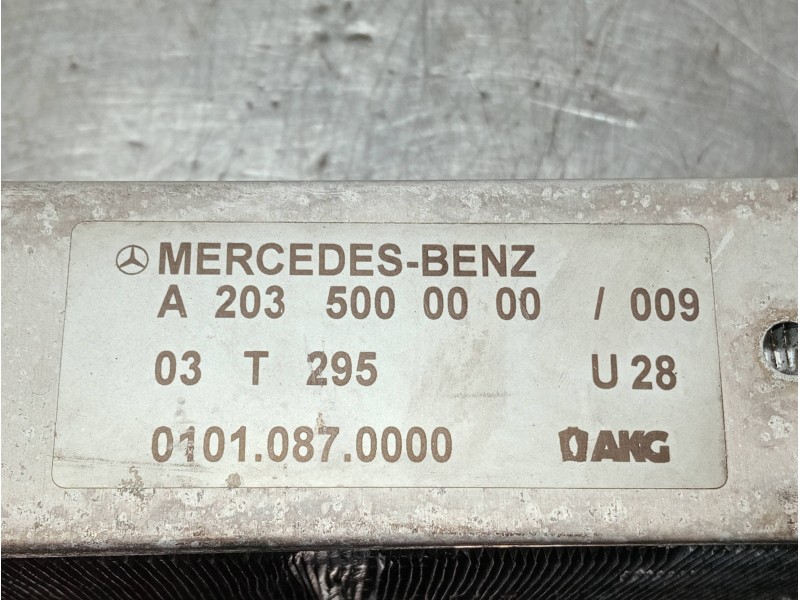 MERCEDES-BENZ
A 203 500 00 00 / 009
03 T 295 U 28
0101.087.0000 AKG